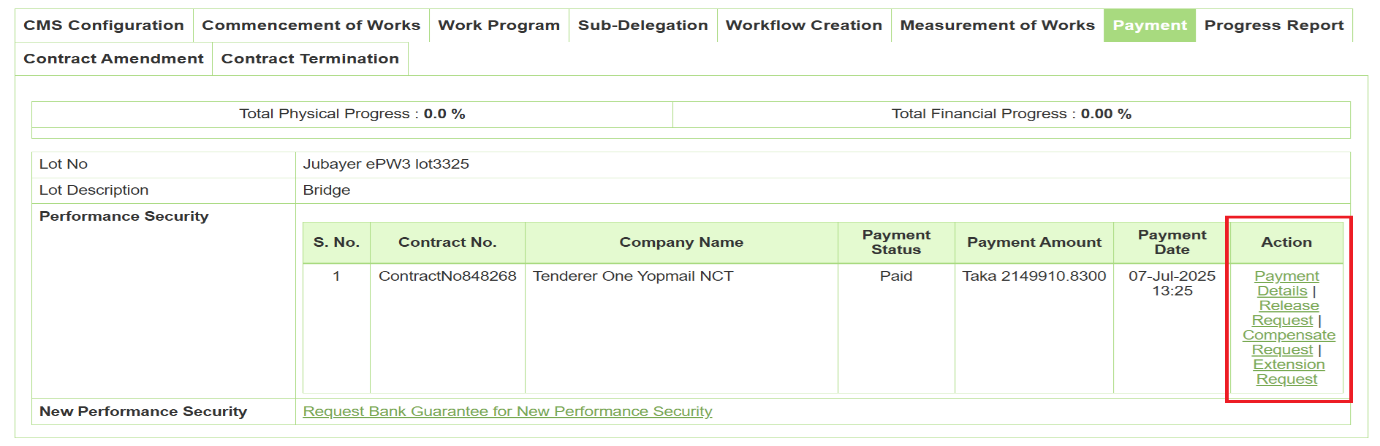 CMS Configuration Commencement of Works Work Program Sub-Delegation Workflow Creation Measurement of Works Payment Progress Report
Contract Amendment Contract Termination
Total Physical Progress : 0.0 % Total Financial Progress : 0.00 %
Lot No Jubayer ePW3 lot3325
Lot Description Bridge
Performance Security
S. No. Contract No. Company Name Payment Status Payment Amount Payment Date Action
1 ContractNo848268 Tenderer One Yopmail NCT Paid Taka 2149910.8300 07-Jul-2025 13:25 Payment
Details |
Release
Request |
Compensate
Request |
Extension
Request
New Performance Security Request Bank Guarantee for New Performance Security